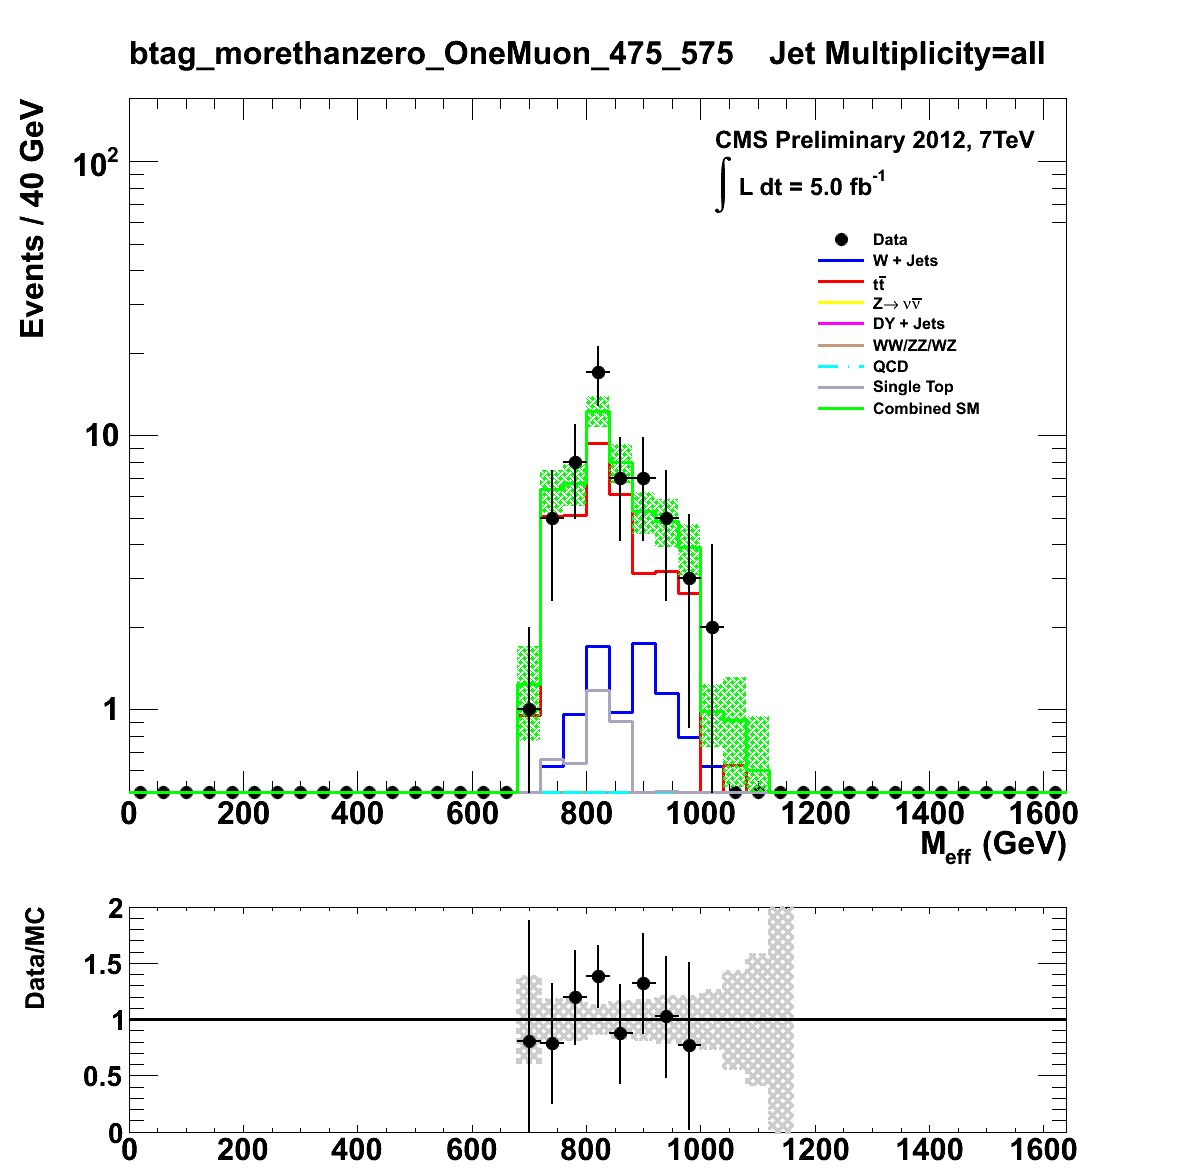 btag_morethanzero_OneMuon_475_575 Jet Multiplicity=all
Events / 40 GeV
CMS Preliminary 2012, 7TeV
∫ L dt = 5.0 fb⁻¹
Data
W + Jets
tt̅
Z→ νν̅
DY + Jets
WW/ZZ/WZ
QCD
Single Top
Combined SM
10²
10
1
0 200 400 600 800 1000 1200 1400 1600
M_eff (GeV)
Data/MC
2
1.5
1
0.5
0
0 200 400 600 800 1000 1200 1400 1600